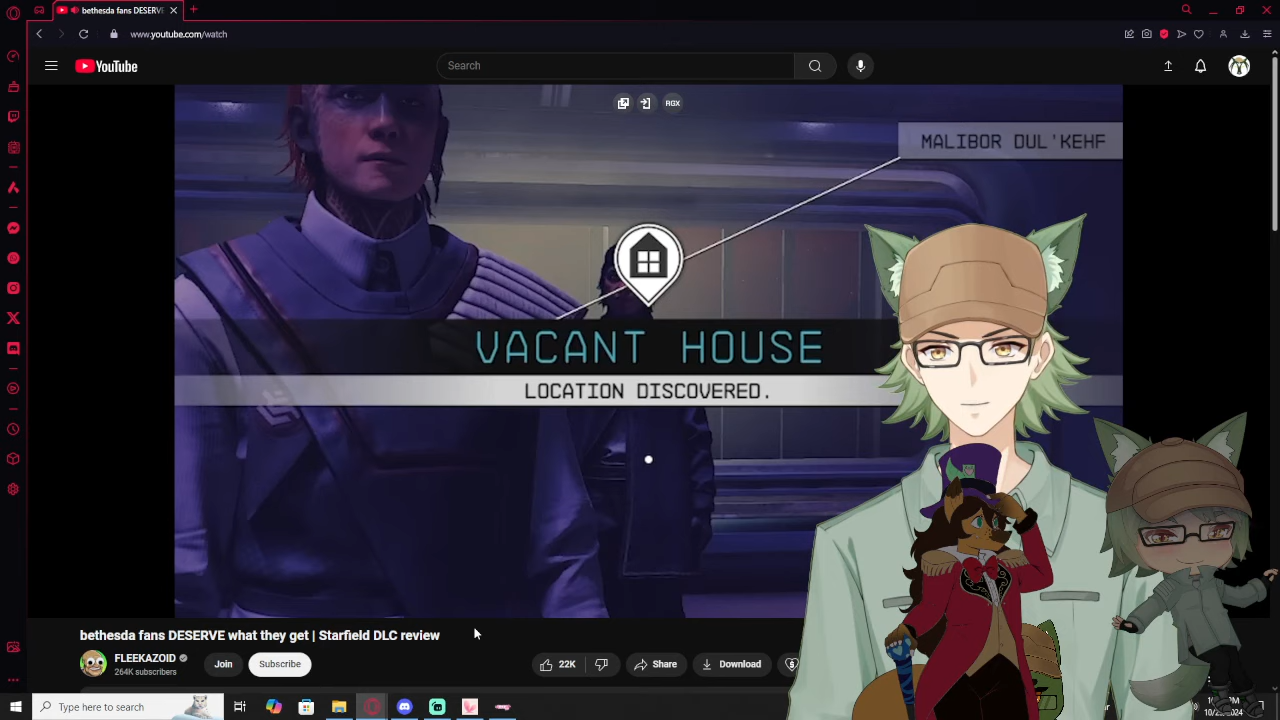 bethesda fans DESERV
www.youtube.com/watch
YouTube
Search
RGX
MALIBOR DUL'KEHF
VACANT HOUSE
LOCATION DISCOVERED.
bethesda fans DESERVE what they get | Starfield DLC review
FLEEKAZOID
264K subscribers
Join
Subscribe
22K
Share
Download
Type here to search